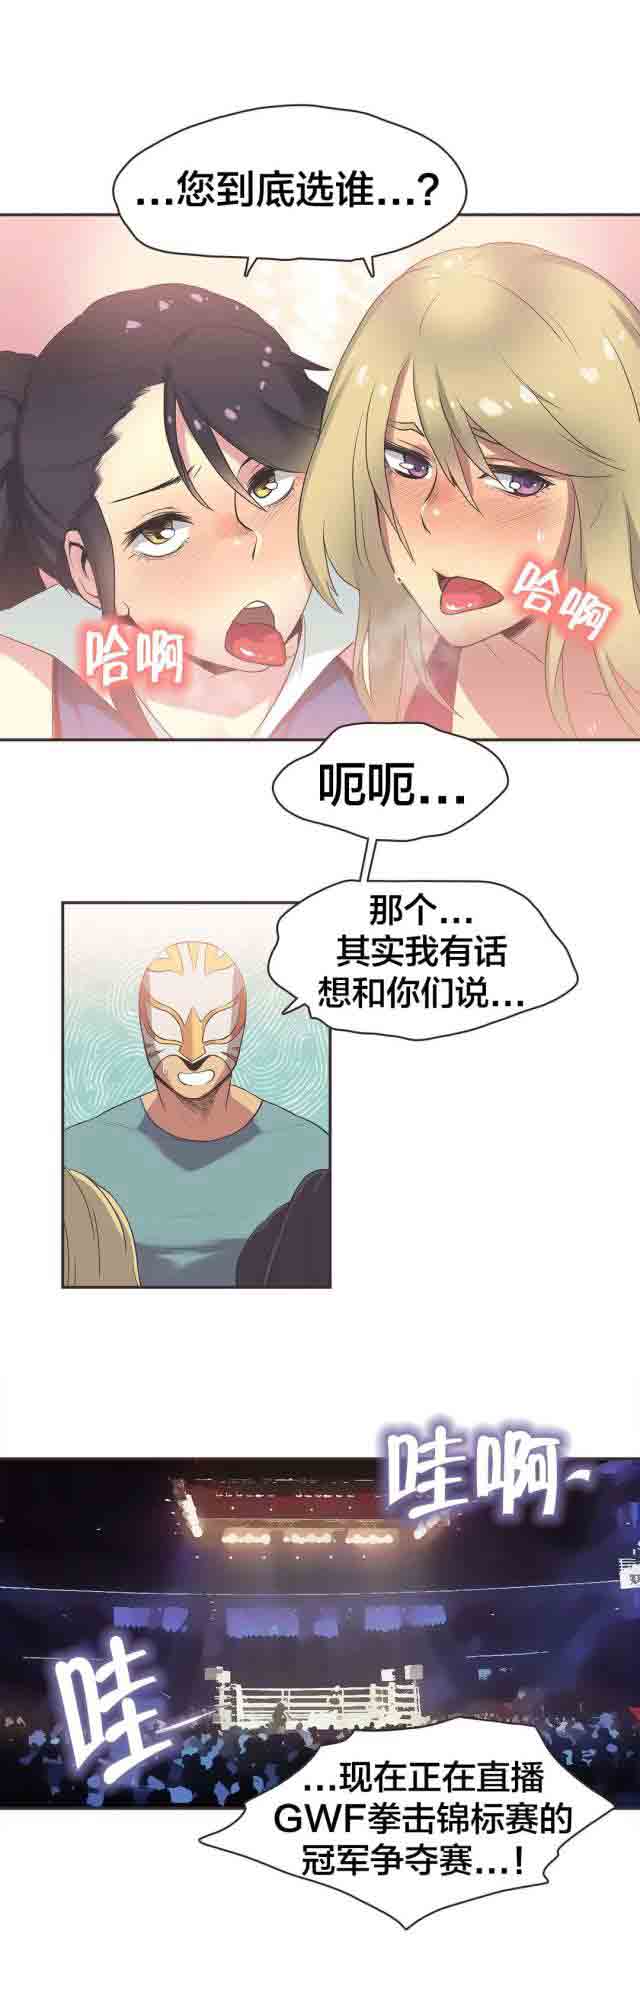 ...您到底选谁...?
哈啊
哈啊
呃呃...
那个...
其实我有话
想和你们说...
哇啊~
哇
...现在正在直播
GWF拳击锦标赛的
冠军争夺赛...!